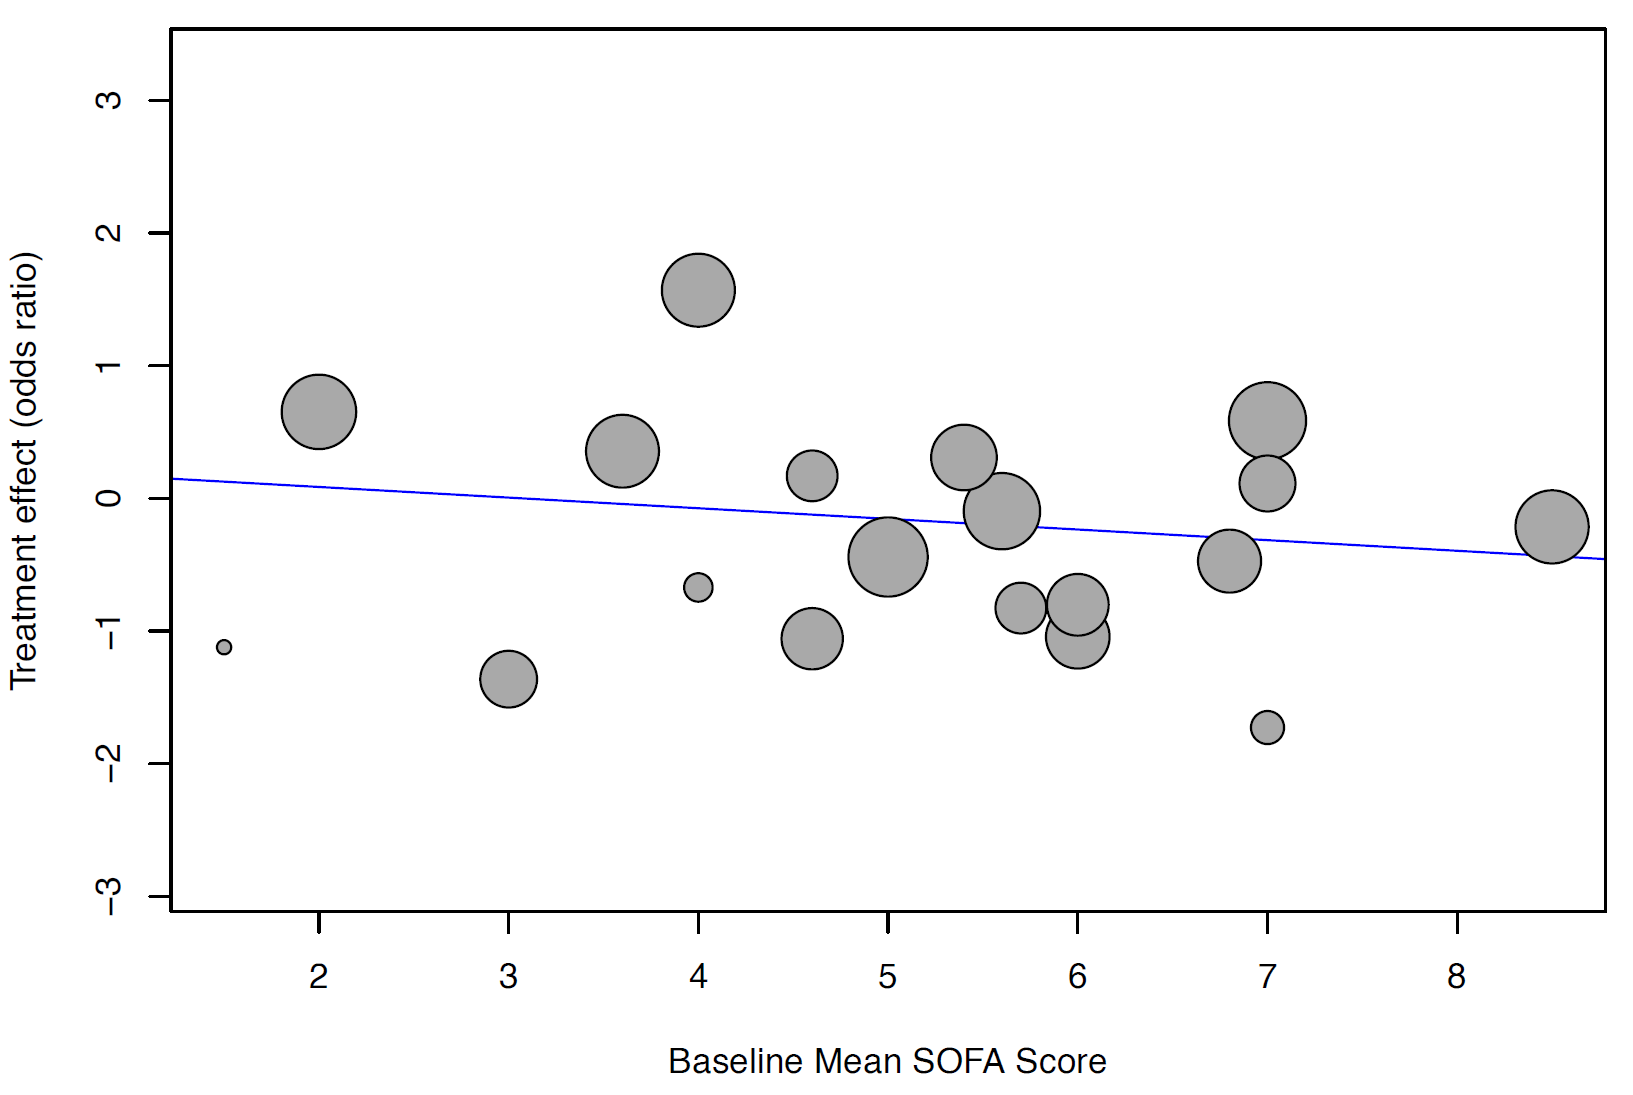 Treatment effect (odds ratio)
3
2
1
0
−1
−2
−3
2 3 4 5 6 7 8
Baseline Mean SOFA Score